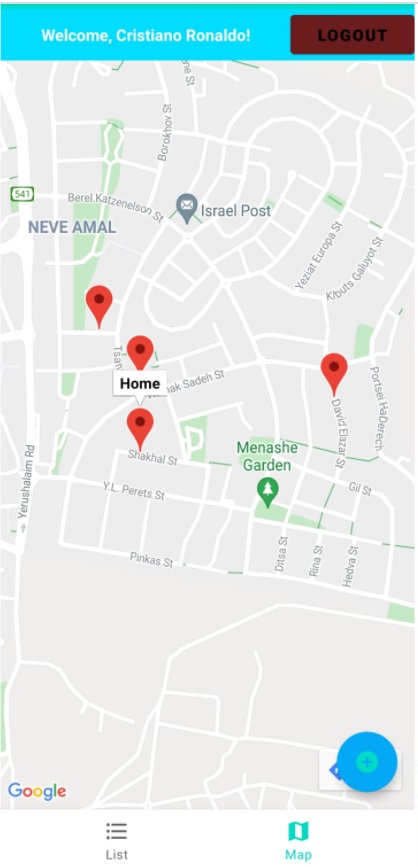 Welcome, Cristiano Ronaldo!
LOGOUT
Borokhov St
541
Berel Katzenelson St
Israel Post
NEVE AMAL
Yeziat Europa St
Kibuts Galuyot St
Home
Sadeh St
Portsei HaDerech
David Elazar St
Shakhal St
Menashe
Garden
Yerushalaim Rd
Y.L. Perets St
Gil St
Pinkas St
Ditsa St
Rina St
Hedva St
Google
List
Map